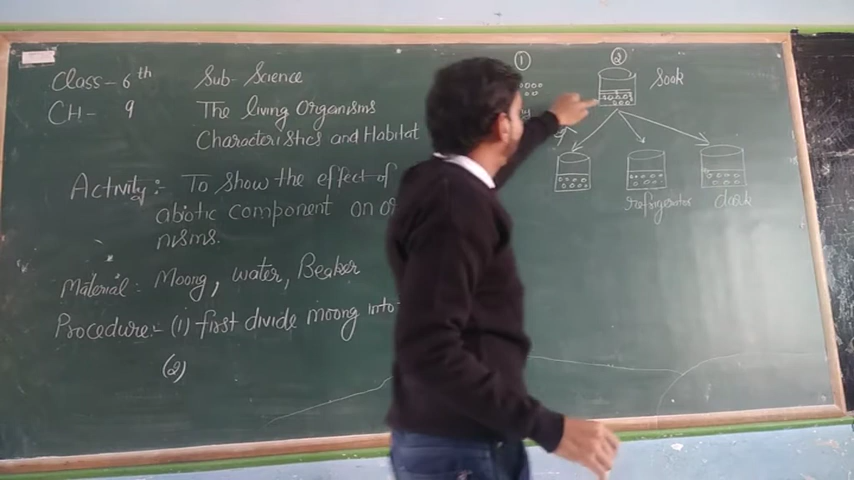 Class - 6th Sub - Science
CH - 9 The living Organisms
Characteristics and Habitat
Activity :- To show the effect of
abiotic component on
nisms.
Material : Moong, water, Beaker
Procedure :- (1) first divide moong into
(2)
1
2
Soak
refrigerator dark